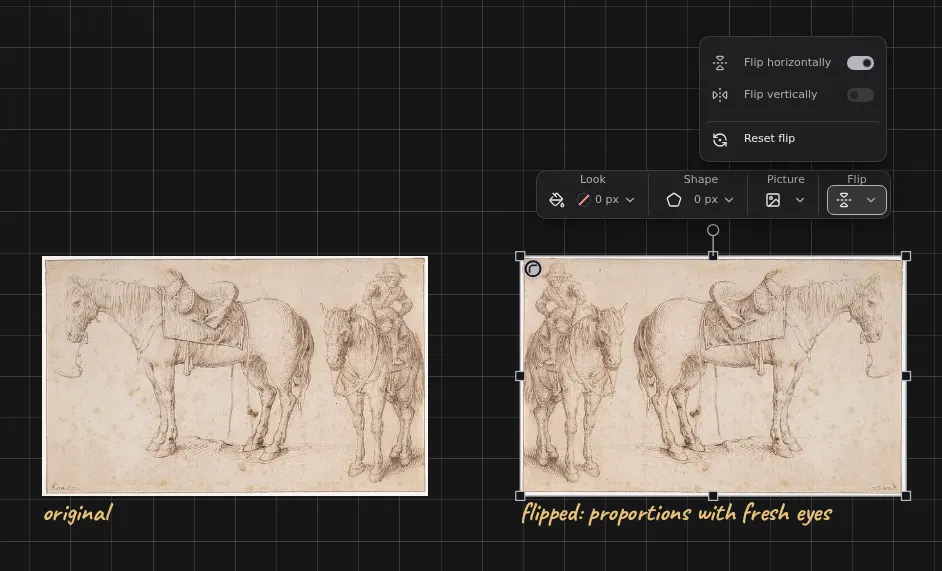 Flip horizontally
Flip vertically
Reset flip
Look Shape Picture Flip
0 px 0 px
original
flipped: proportions with fresh eyes